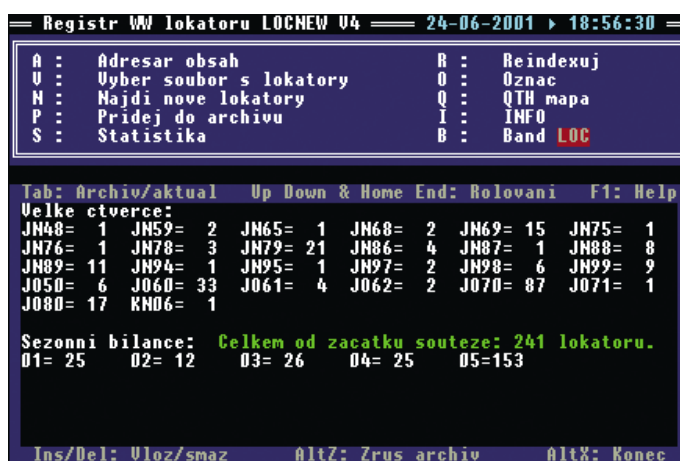 Registr WW lokatoru LOCNEW V4 24-06-2001 ▸ 18:56:30
A : Adresar obsah R : Reindexuj
V : Vyber soubor s lokatory O : Oznac
N : Najdi nove lokatory Q : QTH mapa
P : Pridej do archivu I : INFO
S : Statistika B : Band LOC
Tab: Archiv/aktual Up Down & Home End: Rolovani F1: Help
Velke ctverce:
JN48= 1 JN59= 2 JN65= 1 JN68= 2 JN69= 15 JN75= 1
JN76= 1 JN78= 3 JN79= 21 JN86= 4 JN87= 1 JN88= 8
JN89= 11 JN94= 1 JN95= 1 JN97= 2 JN98= 6 JN99= 9
JO50= 6 JO60= 33 JO61= 4 JO62= 2 JO70= 87 JO71= 1
JO80= 17 KN06= 1
Sezonni bilance: Celkem od zacatku souteze: 241 lokatoru.
01= 25 02= 12 03= 26 04= 25 05=153
Ins/Del: Vloz/smaz AltZ: Zrus archiv AltX: Konec